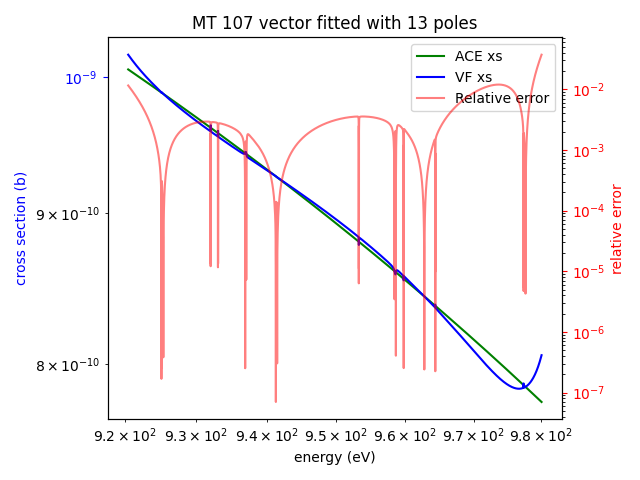 MT 107 vector fitted with 13 poles
ACE xs
VF xs
Relative error
cross section (b)
10⁻⁹
9 × 10⁻¹⁰
8 × 10⁻¹⁰
10⁻²
10⁻³
10⁻⁴
10⁻⁵
10⁻⁶
10⁻⁷
relative error
9.2 × 10² 9.3 × 10² 9.4 × 10² 9.5 × 10² 9.6 × 10² 9.7 × 10² 9.8 × 10²
energy (eV)